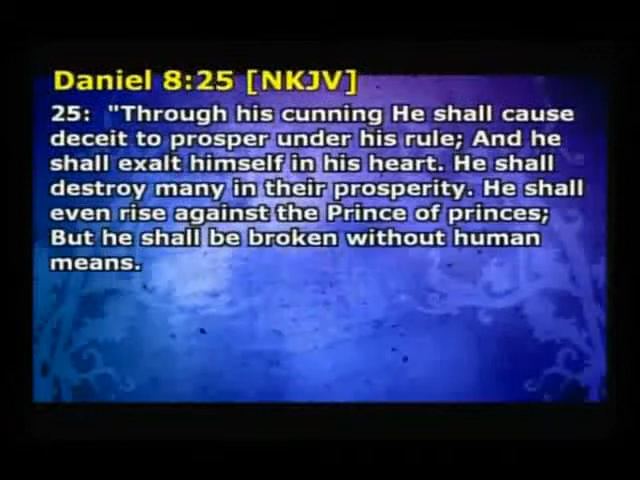 Daniel 8:25 [NKJV]
25:  "Through his cunning He shall cause
deceit to prosper under his rule; And he
shall exalt himself in his heart. He shall
destroy many in their prosperity. He shall
even rise against the Prince of princes;
But he shall be broken without human
means.